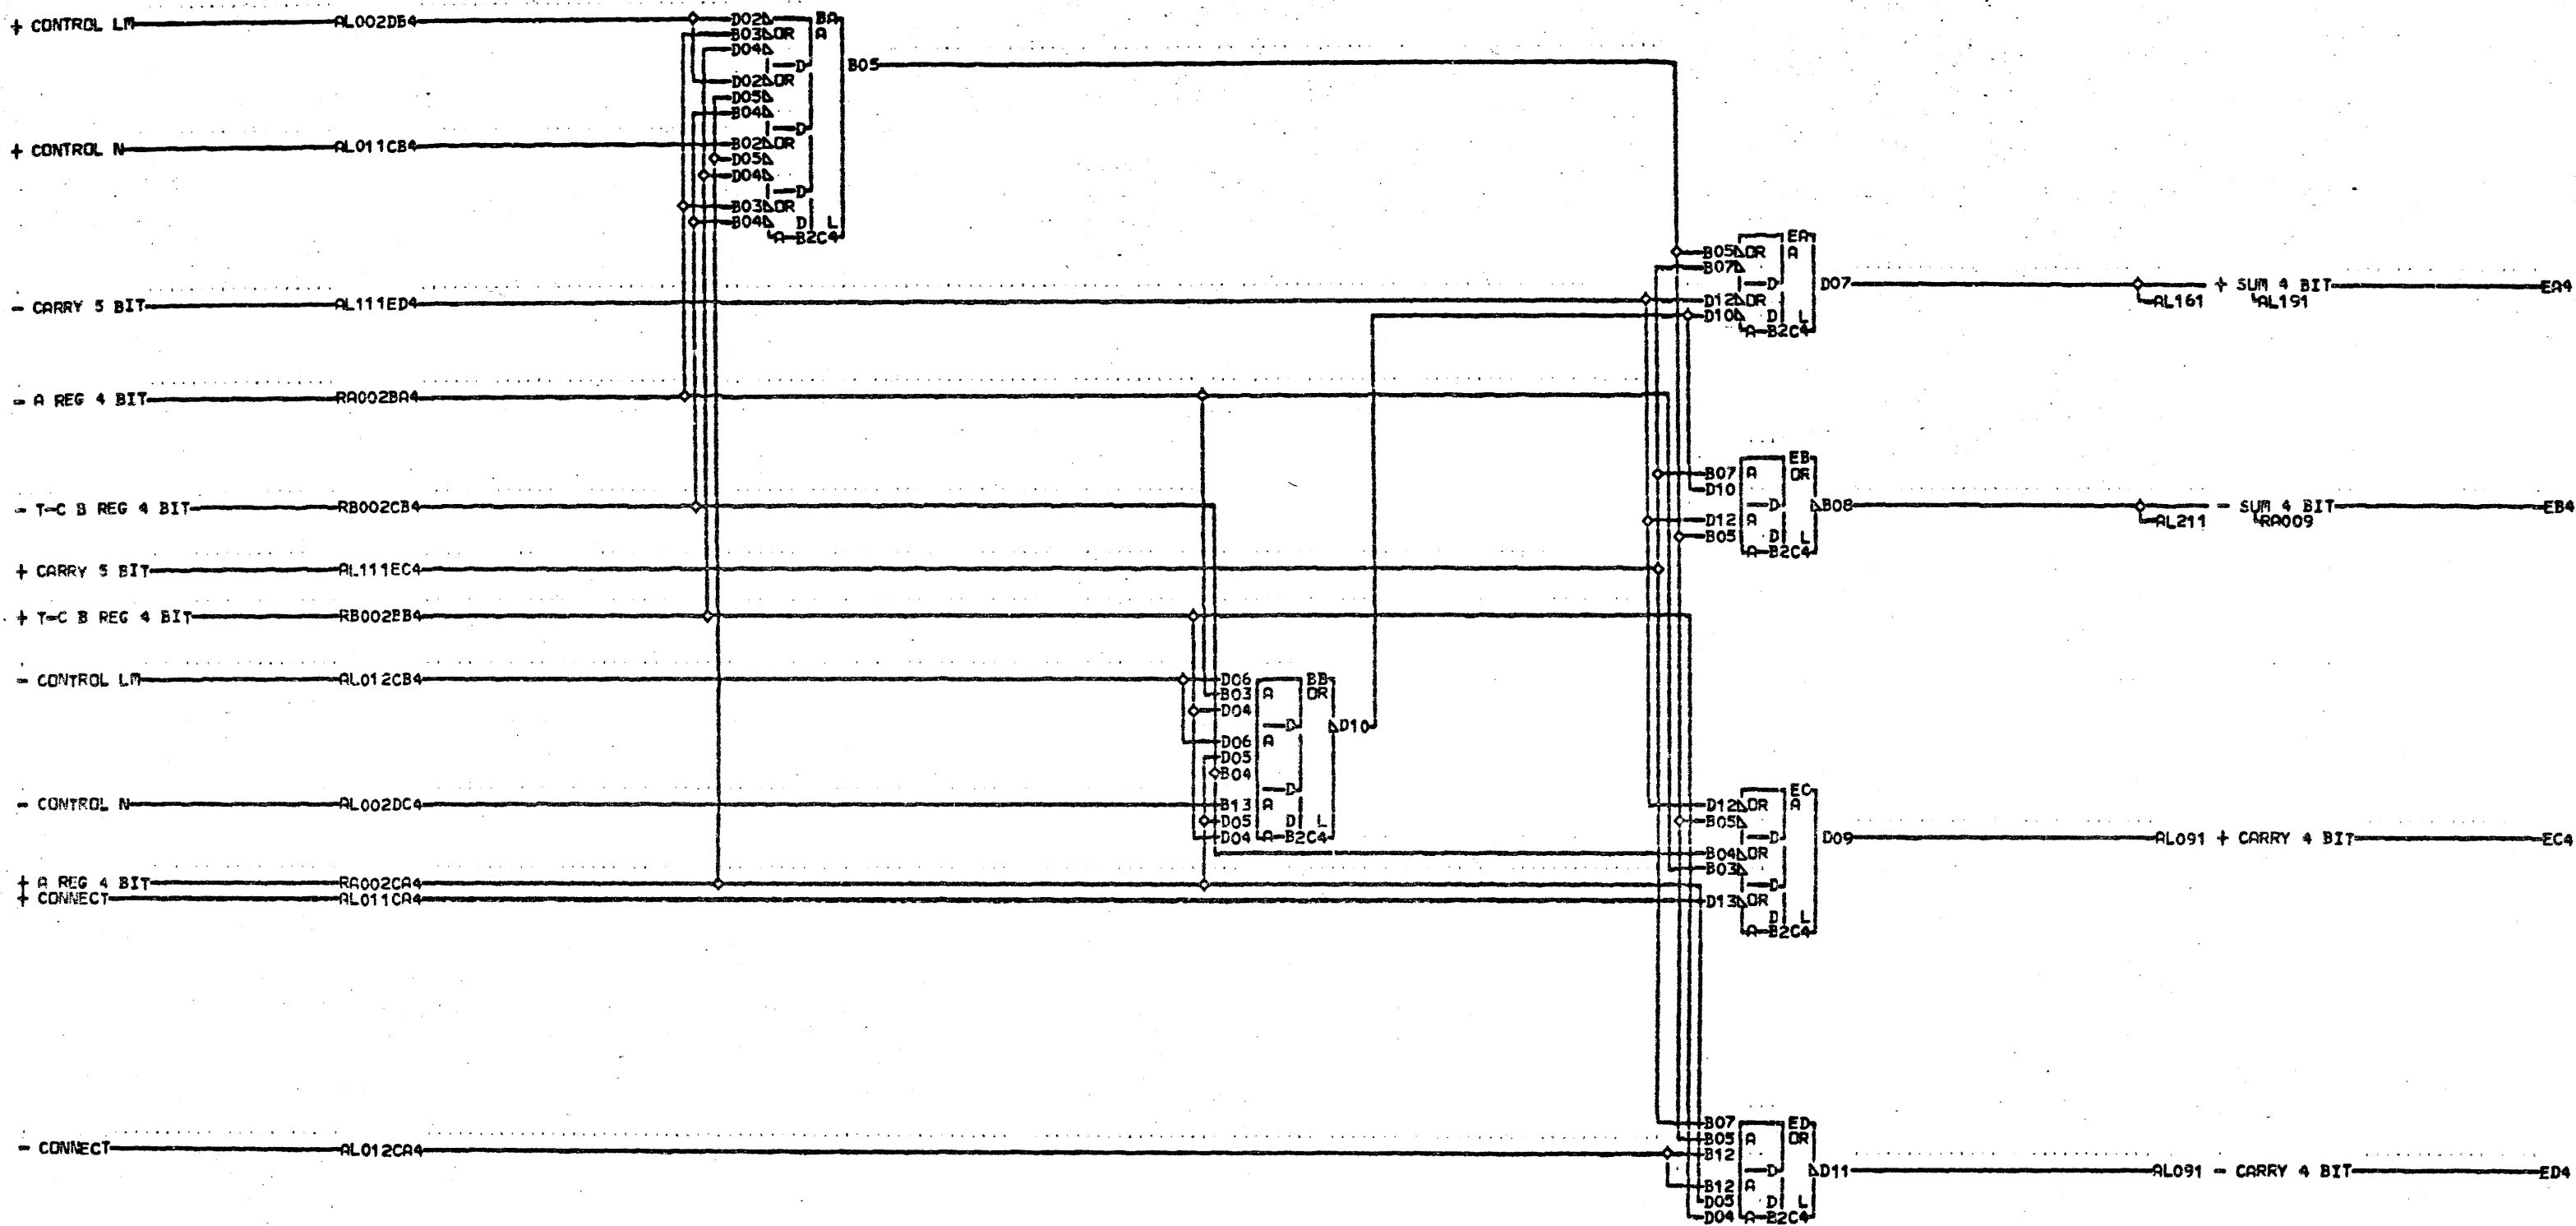 + CONTROL LM AL002DB4
D02 BA
B03 OR A
D04
D B05
D02 OR
D05
B04
D
+ CONTROL N AL011CB4 B02 OR
D05
D04
D
B03 OR
B04 D L
A-B2C4
EA
B05 OR A
B07
D D07 + SUM 4 BIT EA4
AL161 AL191
- CARRY 5 BIT AL111ED4 D12 OR
D10 D L
A-B2C4
- A REG 4 BIT RA002BA4
EB
B07 A OR
D10
- T-C B REG 4 BIT RB002CB4 D B08 - SUM 4 BIT EB4
AL211 RA009
D12 A
B05 D L
A-B2C4
+ CARRY 5 BIT AL111EC4
+ T-C B REG 4 BIT RB002BB4
- CONTROL LM AL012CB4 D06 BB
B03 A OR
D04
D D10
D06 A
D05
B04
D
- CONTROL N AL002DC4 B13 A
D05 D L
D04 A-B2C4
EC
D12 OR A
B05
D D09 AL091 + CARRY 4 BIT EC4
B04 OR
B03
+ A REG 4 BIT RA002CA4 D
+ CONNECT AL011CA4 D13 OR
D L
A-B2C4
B07 ED
B05 A OR
- CONNECT AL012CA4 B12
D D11 AL091 - CARRY 4 BIT ED4
B12 A
D05 D L
D04 A-B2C4